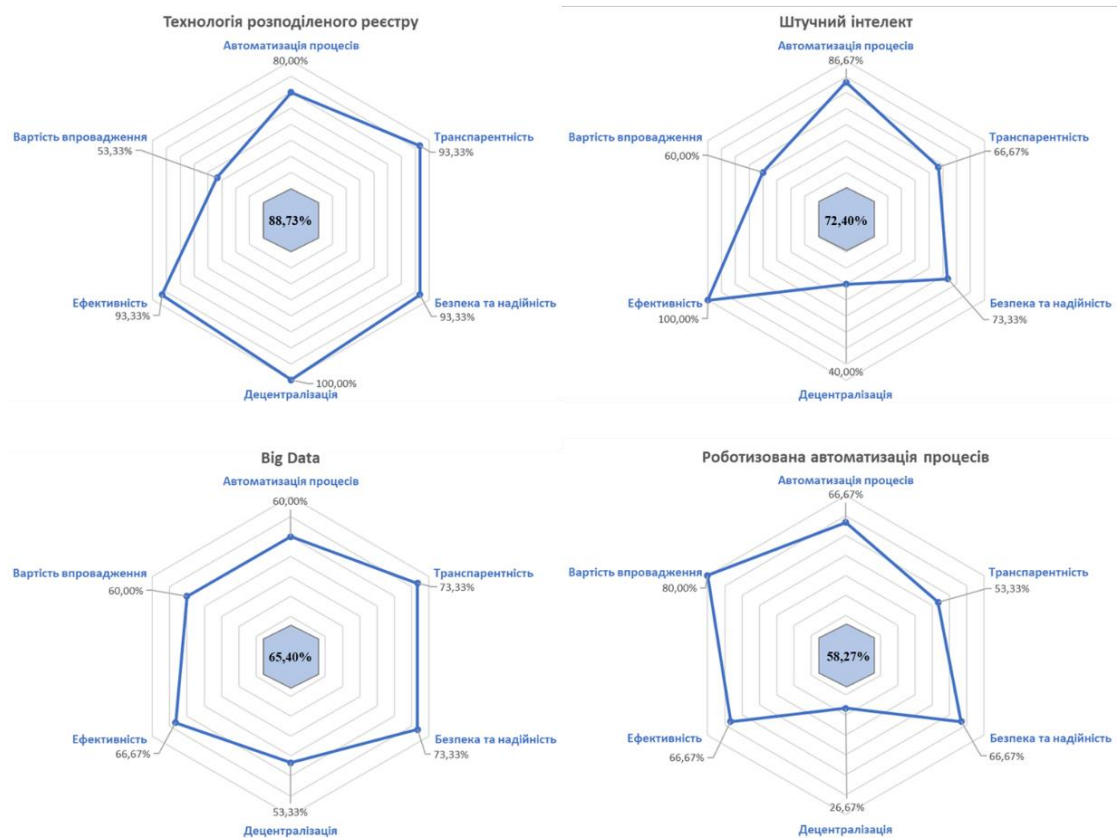 Технологія розподіленого реєстру
Автоматизація процесів
80,00%
Вартість впровадження
53,33%
Транспарентність
93,33%
88,73%
Ефективність
93,33%
Безпека та надійність
93,33%
100,00%
Децентралізація
Штучний інтелект
Автоматизація процесів
86,67%
Вартість впровадження
60,00%
Транспарентність
66,67%
72,40%
Ефективність
100,00%
Безпека та надійність
73,33%
40,00%
Децентралізація
Big Data
Автоматизація процесів
60,00%
Вартість впровадження
60,00%
Транспарентність
73,33%
65,40%
Ефективність
66,67%
Безпека та надійність
73,33%
53,33%
Децентралізація
Роботизована автоматизація процесів
Автоматизація процесів
66,67%
Вартість впровадження
80,00%
Транспарентність
53,33%
58,27%
Ефективність
66,67%
Безпека та надійність
66,67%
26,67%
Децентралізація